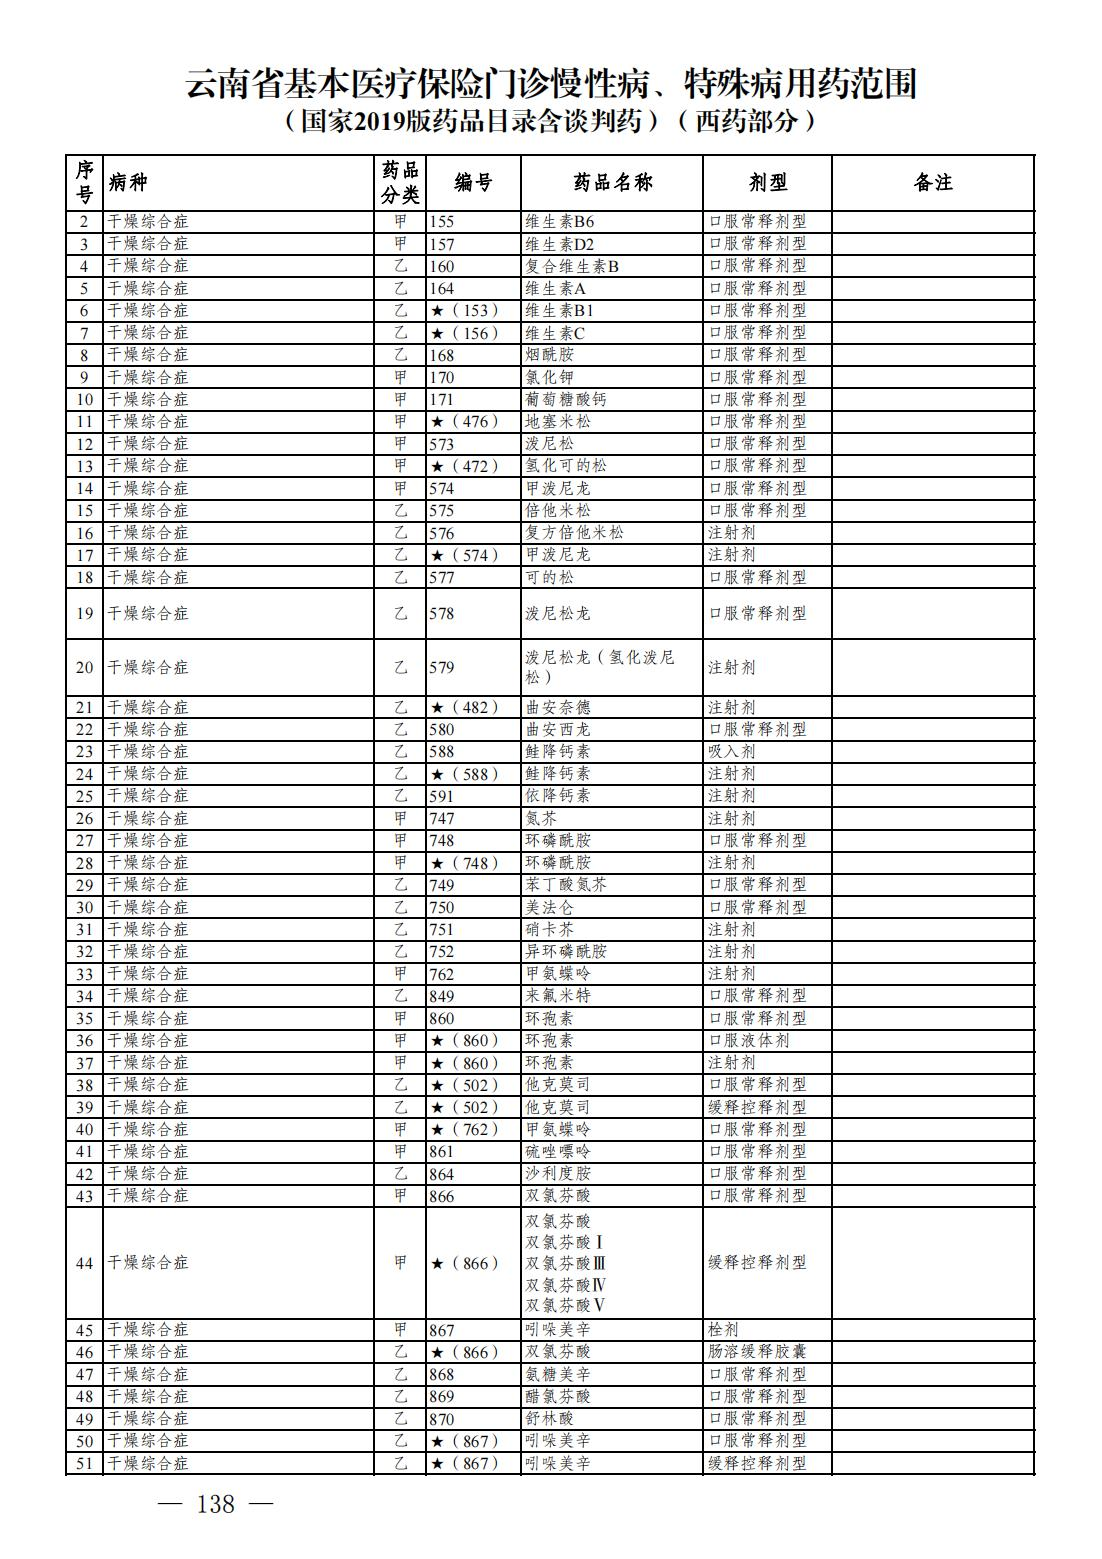 云南省基本医疗保险门诊慢性病、特殊病用药范围
（国家2019版药品目录含谈判药）（西药部分）
序号 病种 药品分类 编号 药品名称 剂型 备注
2 干燥综合症 甲 155 维生素B6 口服常释剂型
3 干燥综合症 甲 157 维生素D2 口服常释剂型
4 干燥综合症 乙 160 复合维生素B 口服常释剂型
5 干燥综合症 乙 164 维生素A 口服常释剂型
6 干燥综合症 乙 ★（153） 维生素B1 口服常释剂型
7 干燥综合症 乙 ★（156） 维生素C 口服常释剂型
8 干燥综合症 乙 168 烟酰胺 口服常释剂型
9 干燥综合症 甲 170 氯化钾 口服常释剂型
10 干燥综合症 甲 171 葡萄糖酸钙 口服常释剂型
11 干燥综合症 甲 ★（476） 地塞米松 口服常释剂型
12 干燥综合症 甲 573 泼尼松 口服常释剂型
13 干燥综合症 甲 ★（472） 氢化可的松 口服常释剂型
14 干燥综合症 甲 574 甲泼尼龙 口服常释剂型
15 干燥综合症 乙 575 倍他米松 口服常释剂型
16 干燥综合症 乙 576 复方倍他米松 注射剂
17 干燥综合症 乙 ★（574） 甲泼尼龙 注射剂
18 干燥综合症 乙 577 可的松 口服常释剂型
19 干燥综合症 乙 578 泼尼松龙 口服常释剂型
20 干燥综合症 乙 579 泼尼松龙（氢化泼尼松） 注射剂
21 干燥综合症 乙 ★（482） 曲安奈德 注射剂
22 干燥综合症 乙 580 曲安西龙 口服常释剂型
23 干燥综合症 乙 588 鲑降钙素 吸入剂
24 干燥综合症 乙 ★（588） 鲑降钙素 注射剂
25 干燥综合症 乙 591 依降钙素 注射剂
26 干燥综合症 甲 747 氮芥 注射剂
27 干燥综合症 甲 748 环磷酰胺 口服常释剂型
28 干燥综合症 甲 ★（748） 环磷酰胺 注射剂
29 干燥综合症 乙 749 苯丁酸氮芥 口服常释剂型
30 干燥综合症 乙 750 美法仑 口服常释剂型
31 干燥综合症 乙 751 硝卡芥 注射剂
32 干燥综合症 乙 752 异环磷酰胺 注射剂
33 干燥综合症 甲 762 甲氨蝶呤 注射剂
34 干燥综合症 乙 849 来氟米特 口服常释剂型
35 干燥综合症 甲 860 环孢素 口服常释剂型
36 干燥综合症 甲 ★（860） 环孢素 口服液体剂
37 干燥综合症 甲 ★（860） 环孢素 注射剂
38 干燥综合症 乙 ★（502） 他克莫司 口服常释剂型
39 干燥综合症 乙 ★（502） 他克莫司 缓释控释剂型
40 干燥综合症 甲 ★（762） 甲氨蝶呤 口服常释剂型
41 干燥综合症 甲 861 硫唑嘌呤 口服常释剂型
42 干燥综合症 乙 864 沙利度胺 口服常释剂型
43 干燥综合症 甲 866 双氯芬酸 口服常释剂型
双氯芬酸
双氯芬酸Ⅰ
44 干燥综合症 甲 ★（866） 双氯芬酸Ⅲ 缓释控释剂型
双氯芬酸Ⅳ
双氯芬酸Ⅴ
45 干燥综合症 甲 867 吲哚美辛 栓剂
46 干燥综合症 乙 ★（866） 双氯芬酸 肠溶缓释胶囊
47 干燥综合症 乙 868 氨糖美辛 口服常释剂型
48 干燥综合症 乙 869 醋氯芬酸 口服常释剂型
49 干燥综合症 乙 870 舒林酸 口服常释剂型
50 干燥综合症 乙 ★（867） 吲哚美辛 口服常释剂型
51 干燥综合症 乙 ★（867） 吲哚美辛 缓释控释剂型
— 138 —